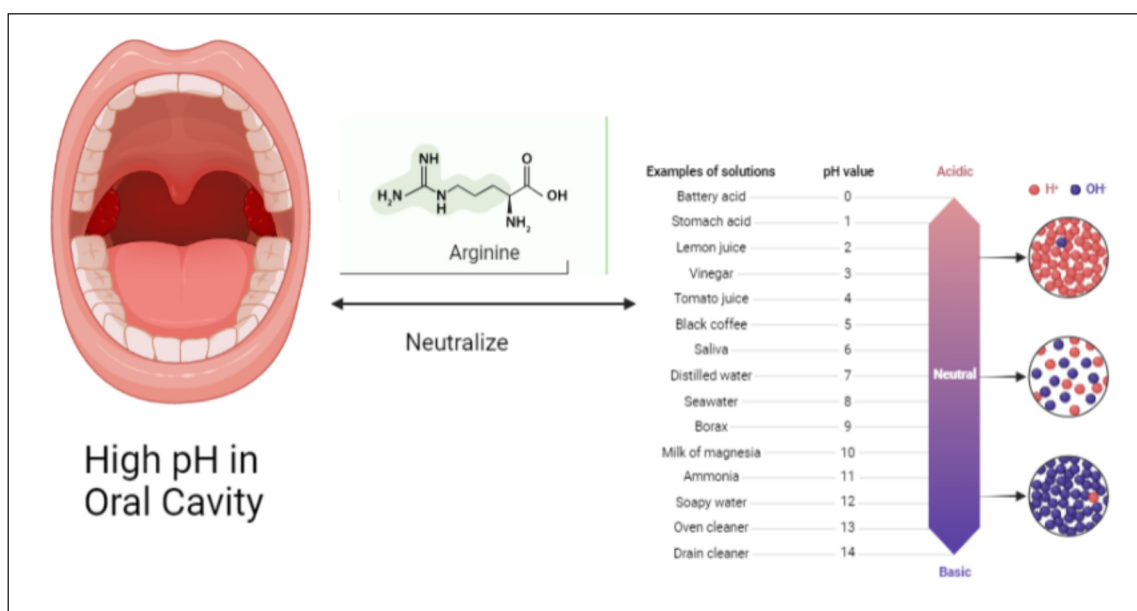 NH
O
H₂N
N
H
OH
NH₂
Arginine
Neutralize
High pH in
Oral Cavity
Examples of solutions pH value Acidic
Battery acid 0
Stomach acid 1
Lemon juice 2
Vinegar 3
Tomato juice 4
Black coffee 5
Saliva 6
Distilled water 7 Neutral
Seawater 8
Borax 9
Milk of magnesia 10
Ammonia 11
Soapy water 12
Oven cleaner 13
Drain cleaner 14
Basic
H⁺ OH⁻